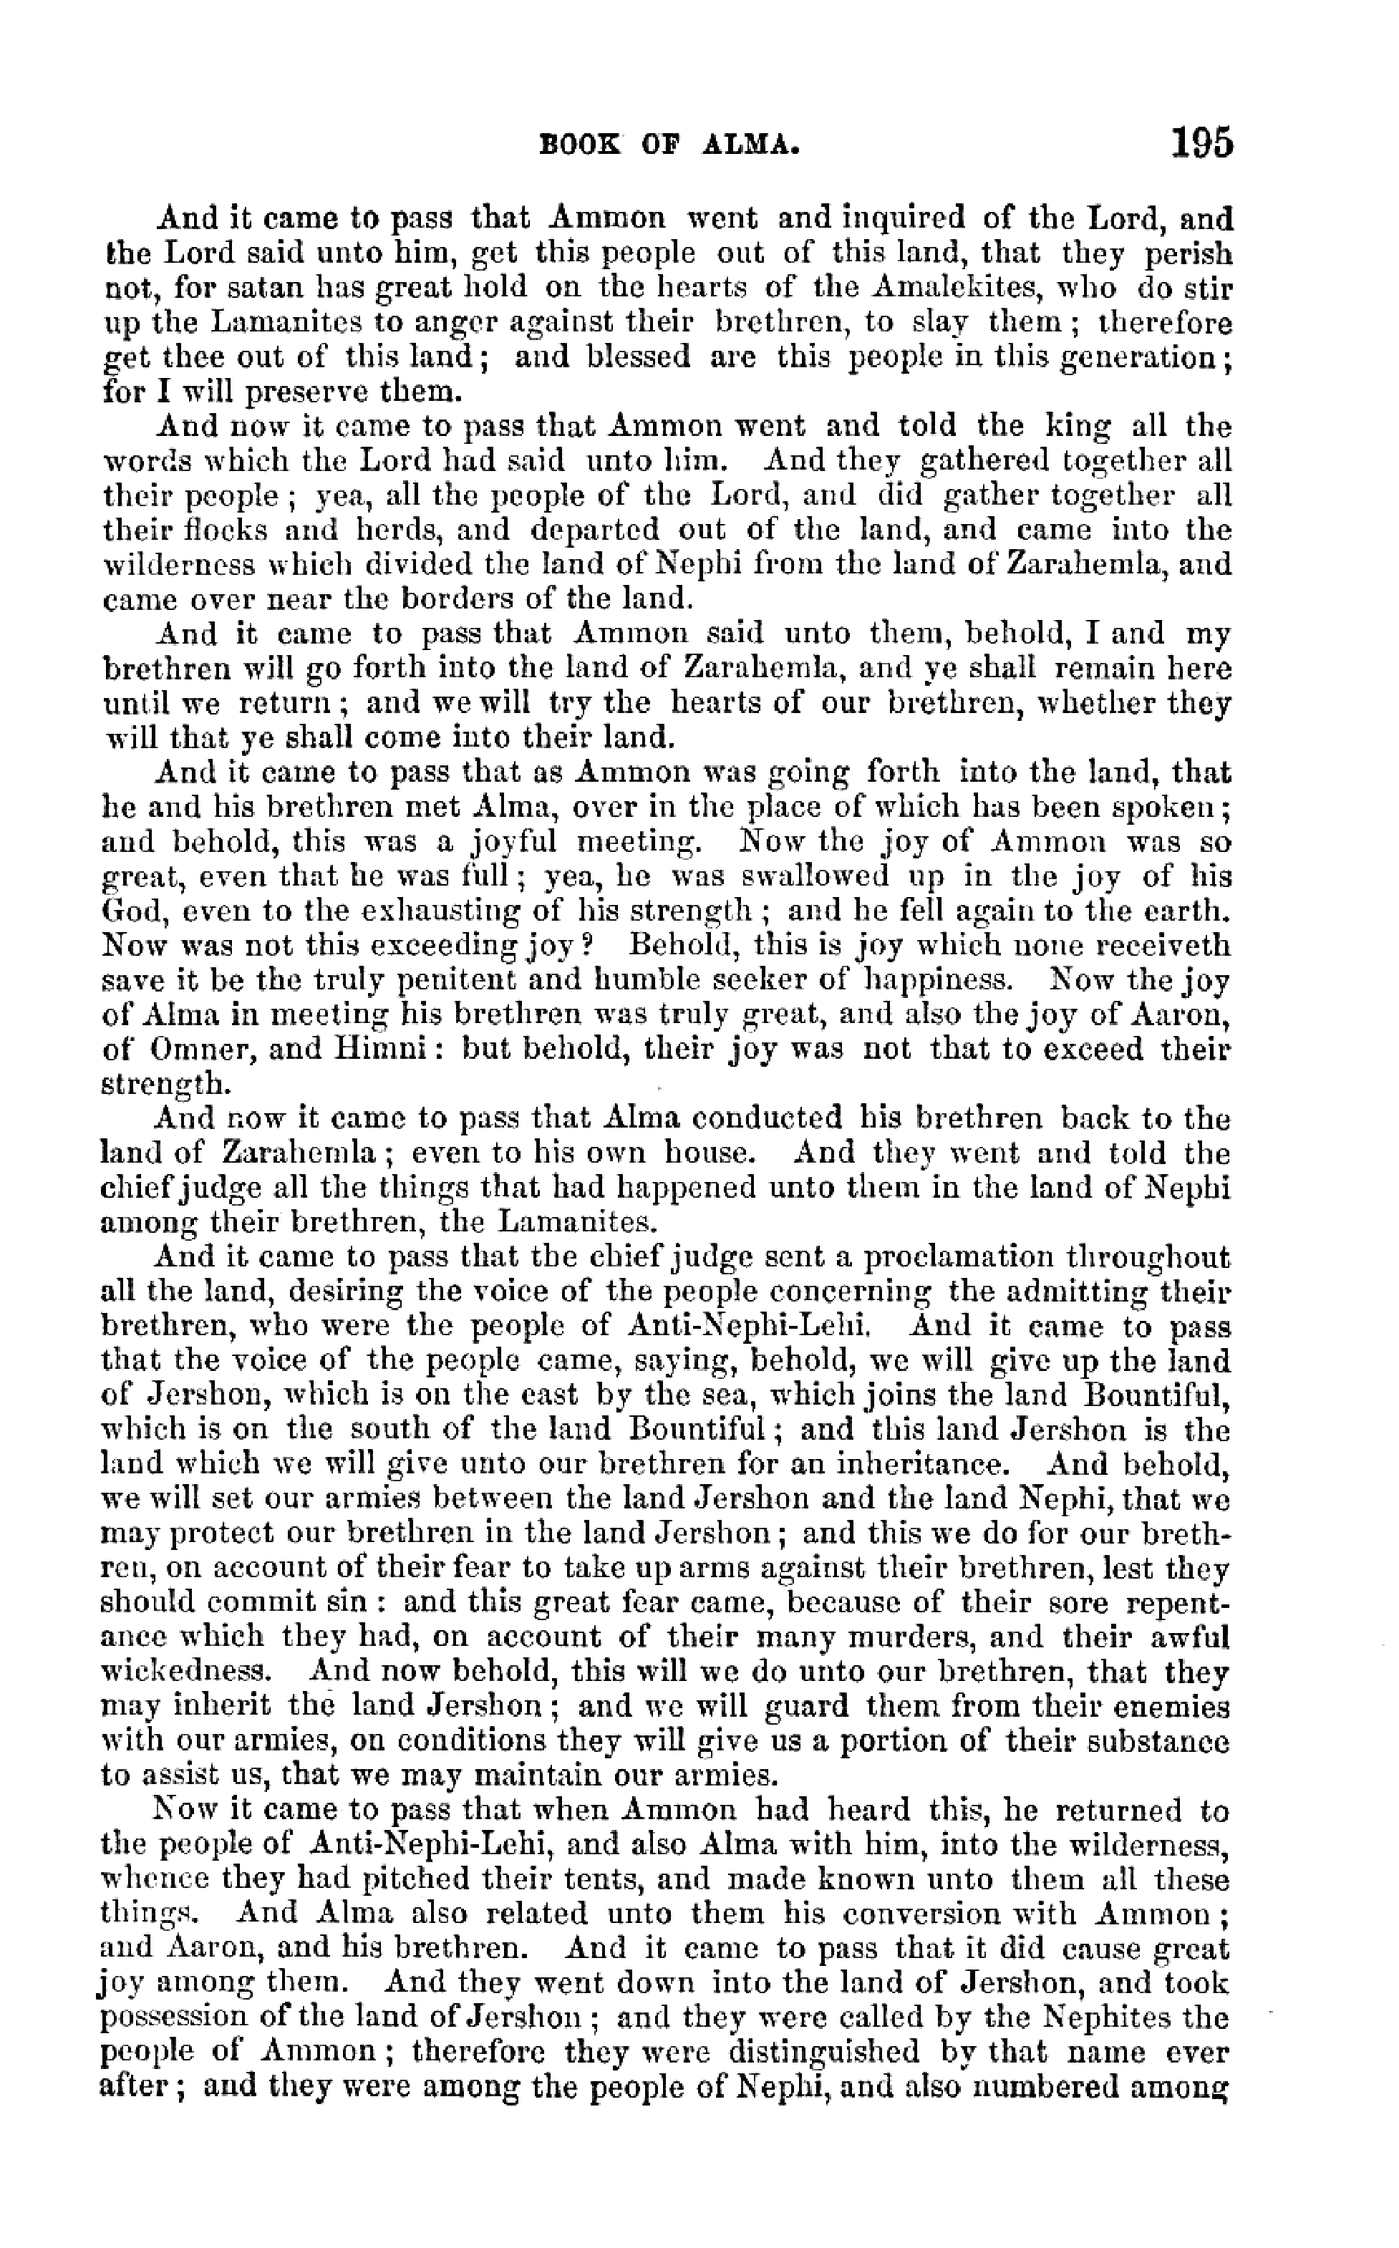 BOOK OF ALMA. 195
And it came to pass that Ammon went and inquired of the Lord, and
the Lord said unto him, get this people out of this land, that they perish
not, for satan has great hold on the hearts of the Amalekites, who do stir
up the Lamanites to anger against their brethren, to slay them; therefore
get thee out of this land; and blessed are this people in this generation;
for I will preserve them.
And now it came to pass that Ammon went and told the king all the
words which the Lord had said unto him. And they gathered together all
their people; yea, all the people of the Lord, and did gather together all
their flocks and herds, and departed out of the land, and came into the
wilderness which divided the land of Nephi from the land of Zarahemla, and
came over near the borders of the land.
And it came to pass that Ammon said unto them, behold, I and my
brethren will go forth into the land of Zarahemla, and ye shall remain here
until we return; and we will try the hearts of our brethren, whether they
will that ye shall come into their land.
And it came to pass that as Ammon was going forth into the land, that
he and his brethren met Alma, over in the place of which has been spoken;
and behold, this was a joyful meeting. Now the joy of Ammon was so
great, even that he was full; yea, he was swallowed up in the joy of his
God, even to the exhausting of his strength; and he fell again to the earth.
Now was not this exceeding joy? Behold, this is joy which none receiveth
save it be the truly penitent and humble seeker of happiness. Now the joy
of Alma in meeting his brethren was truly great, and also the joy of Aaron,
of Omner, and Himni: but behold, their joy was not that to exceed their
strength.
And now it came to pass that Alma conducted his brethren back to the
land of Zarahemla; even to his own house. And they went and told the
chief judge all the things that had happened unto them in the land of Nephi
among their brethren, the Lamanites.
And it came to pass that the chief judge sent a proclamation throughout
all the land, desiring the voice of the people concerning the admitting their
brethren, who were the people of Anti-Nephi-Lehi. And it came to pass
that the voice of the people came, saying, behold, we will give up the land
of Jershon, which is on the east by the sea, which joins the land Bountiful,
which is on the south of the land Bountiful; and this land Jershon is the
land which we will give unto our brethren for an inheritance. And behold,
we will set our armies between the land Jershon and the land Nephi, that we
may protect our brethren in the land Jershon; and this we do for our breth-
ren, on account of their fear to take up arms against their brethren, lest they
should commit sin: and this great fear came, because of their sore repent-
ance which they had, on account of their many murders, and their awful
wickedness. And now behold, this will we do unto our brethren, that they
may inherit the land Jershon; and we will guard them from their enemies
with our armies, on conditions they will give us a portion of their substance
to assist us, that we may maintain our armies.
Now it came to pass that when Ammon had heard this, he returned to
the people of Anti-Nephi-Lehi, and also Alma with him, into the wilderness,
whence they had pitched their tents, and made known unto them all these
things. And Alma also related unto them his conversion with Ammon;
and Aaron, and his brethren. And it came to pass that it did cause great
joy among them. And they went down into the land of Jershon, and took
possession of the land of Jershon; and they were called by the Nephites the
people of Ammon; therefore they were distinguished by that name ever
after; and they were among the people of Nephi, and also numbered among